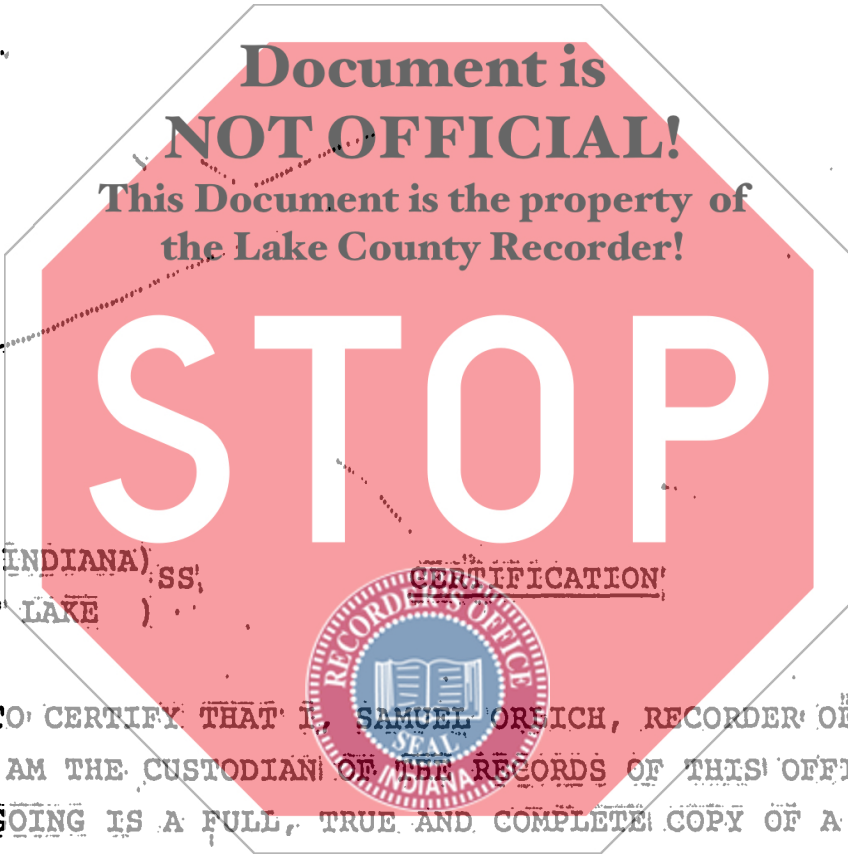 Document is
NOT OFFICIAL!
This Document is the property of
the Lake County Recorder!
STOP
INDIANA) SS CERTIFICATION
LAKE )
RECORDER'S OFFICE
SEAL
INDIANA
TO CERTIFY THAT I, SAMUEL ORLICH, RECORDER OF
AM THE CUSTODIAN OF THE RECORDS OF THIS OFFI
GOING IS A FULL, TRUE AND COMPLETE COPY OF A